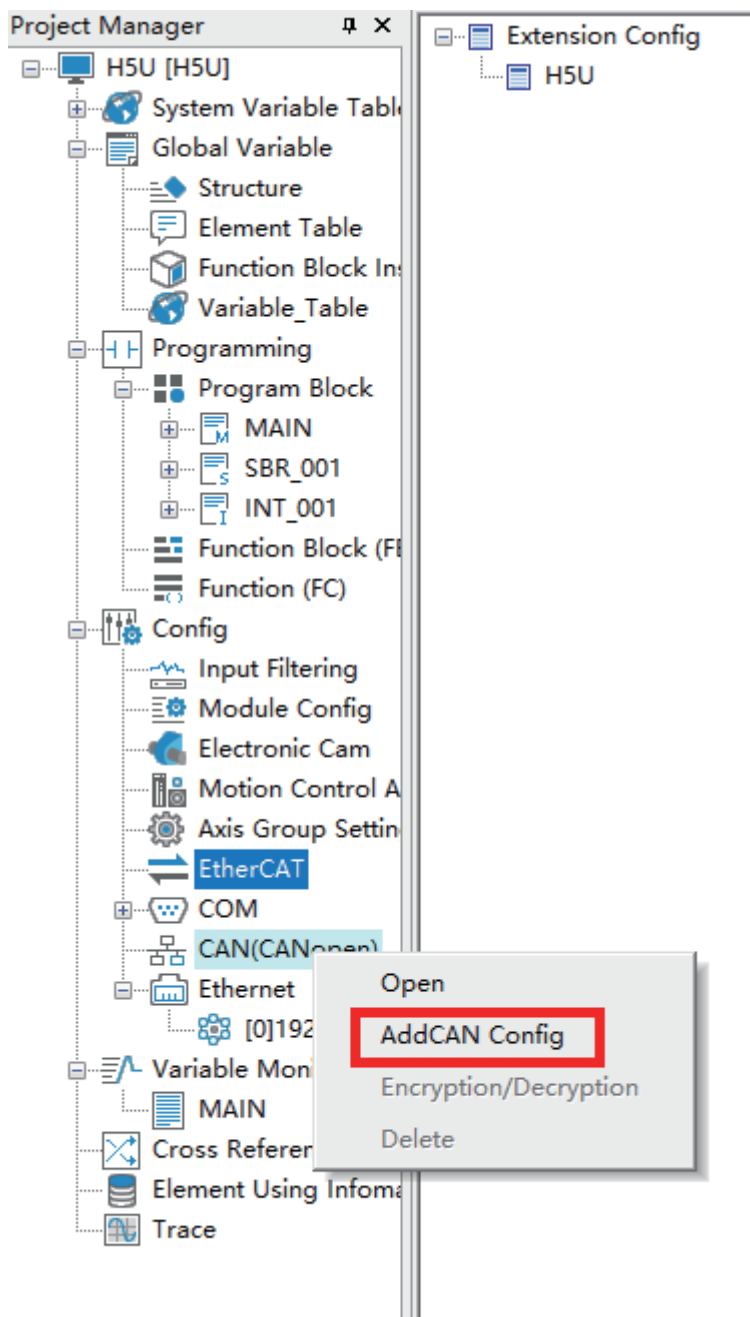 Project Manager
H5U [H5U]
System Variable Table
Global Variable
Structure
Element Table
Function Block Ins
Variable_Table
Programming
Program Block
MAIN
SBR_001
INT_001
Function Block (FB
Function (FC)
Config
Input Filtering
Module Config
Electronic Cam
Motion Control A
Axis Group Settin
EtherCAT
COM
CAN(CANopen)
Ethernet
[0]192
Variable Moni
MAIN
Cross Referen
Element Using Infoma
Trace
Open
AddCAN Config
Encryption/Decryption
Delete
Extension Config
H5U